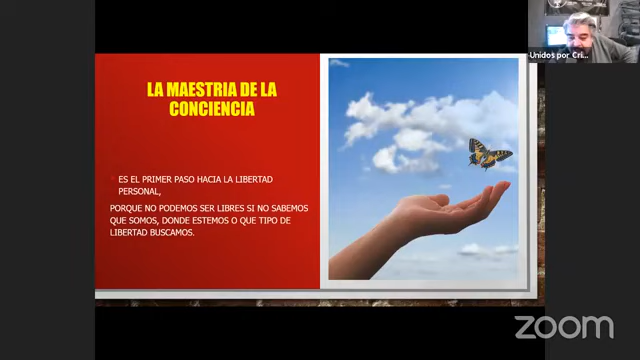 LA MAESTRIA DE LA
CONCIENCIA
ES EL PRIMER PASO HACIA LA LIBERTAD
PERSONAL,
PORQUE NO PODEMOS SER LIBRES SI NO SABEMOS
QUE SOMOS, DONDE ESTEMOS O QUE TIPO DE
LIBERTAD BUSCAMOS.
Unidos por Cri...
zoom